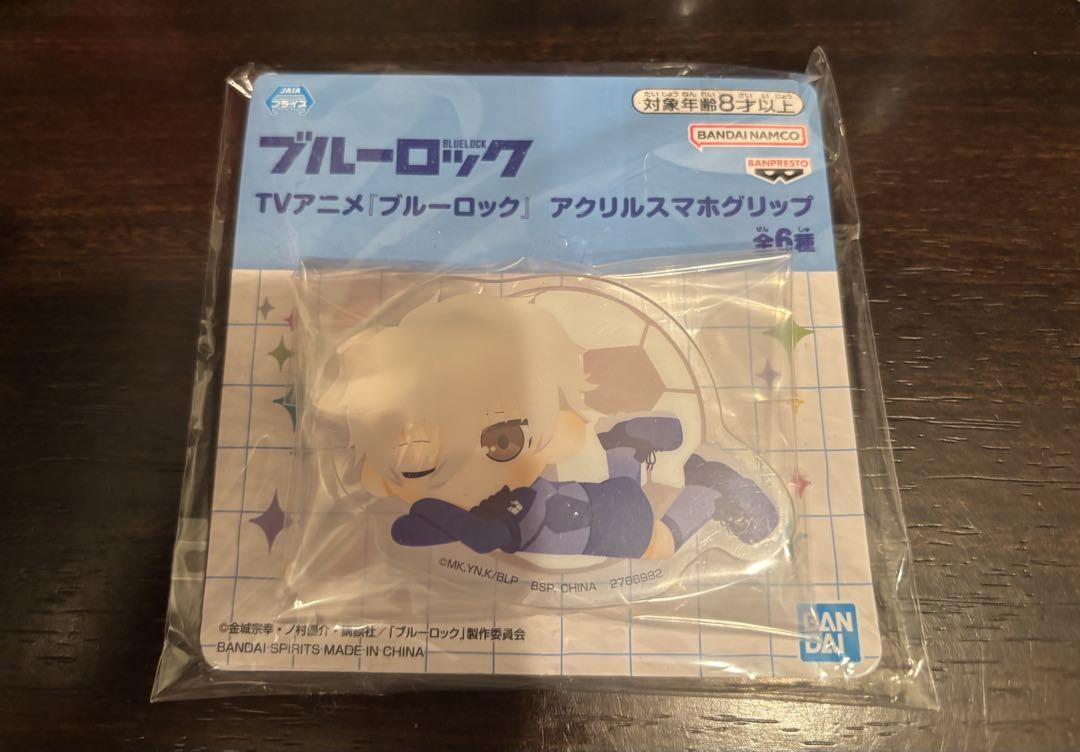 JAIA
プライズ
たいしょうねんれい さい いじょう
対象年齢8才以上
BANDAI NAMCO
BANPRESTO
BLUELOCK
ブルーロック
TVアニメ『ブルーロック』 アクリルスマホグリップ
ぜん しゅ
全6種
©MK,YN,K/BLP BSP, CHINA 2766982
©金城宗幸・ノ村優介・講談社/「ブルーロック」製作委員会
BANDAI SPIRITS MADE IN CHINA
BAN
DAI